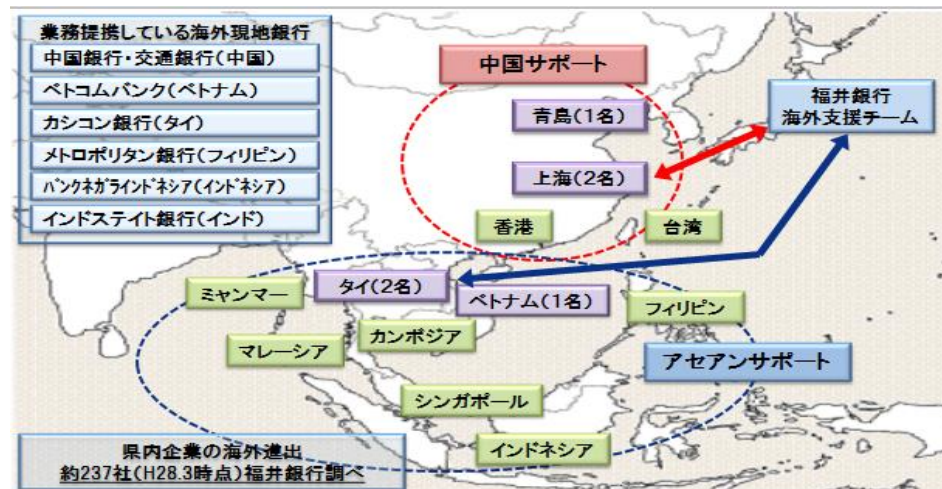 業務提携している海外現地銀行
中国銀行・交通銀行(中国)
ベトコムバンク(ベトナム)
カシコン銀行(タイ)
メトロポリタン銀行(フィリピン)
ﾊﾞﾝｸﾈｶﾞﾗｲﾝﾄﾞﾈｼｱ(ｲﾝﾄﾞﾈｼｱ)
インドステイト銀行(インド)
中国サポート
青島(1名)
上海(2名)
香港
台湾
福井銀行
海外支援チーム
ミャンマー
タイ(2名)
ベトナム(1名)
フィリピン
マレーシア
カンボジア
アセアンサポート
シンガポール
インドネシア
県内企業の海外進出
約237社(H28.3時点)福井銀行調べ